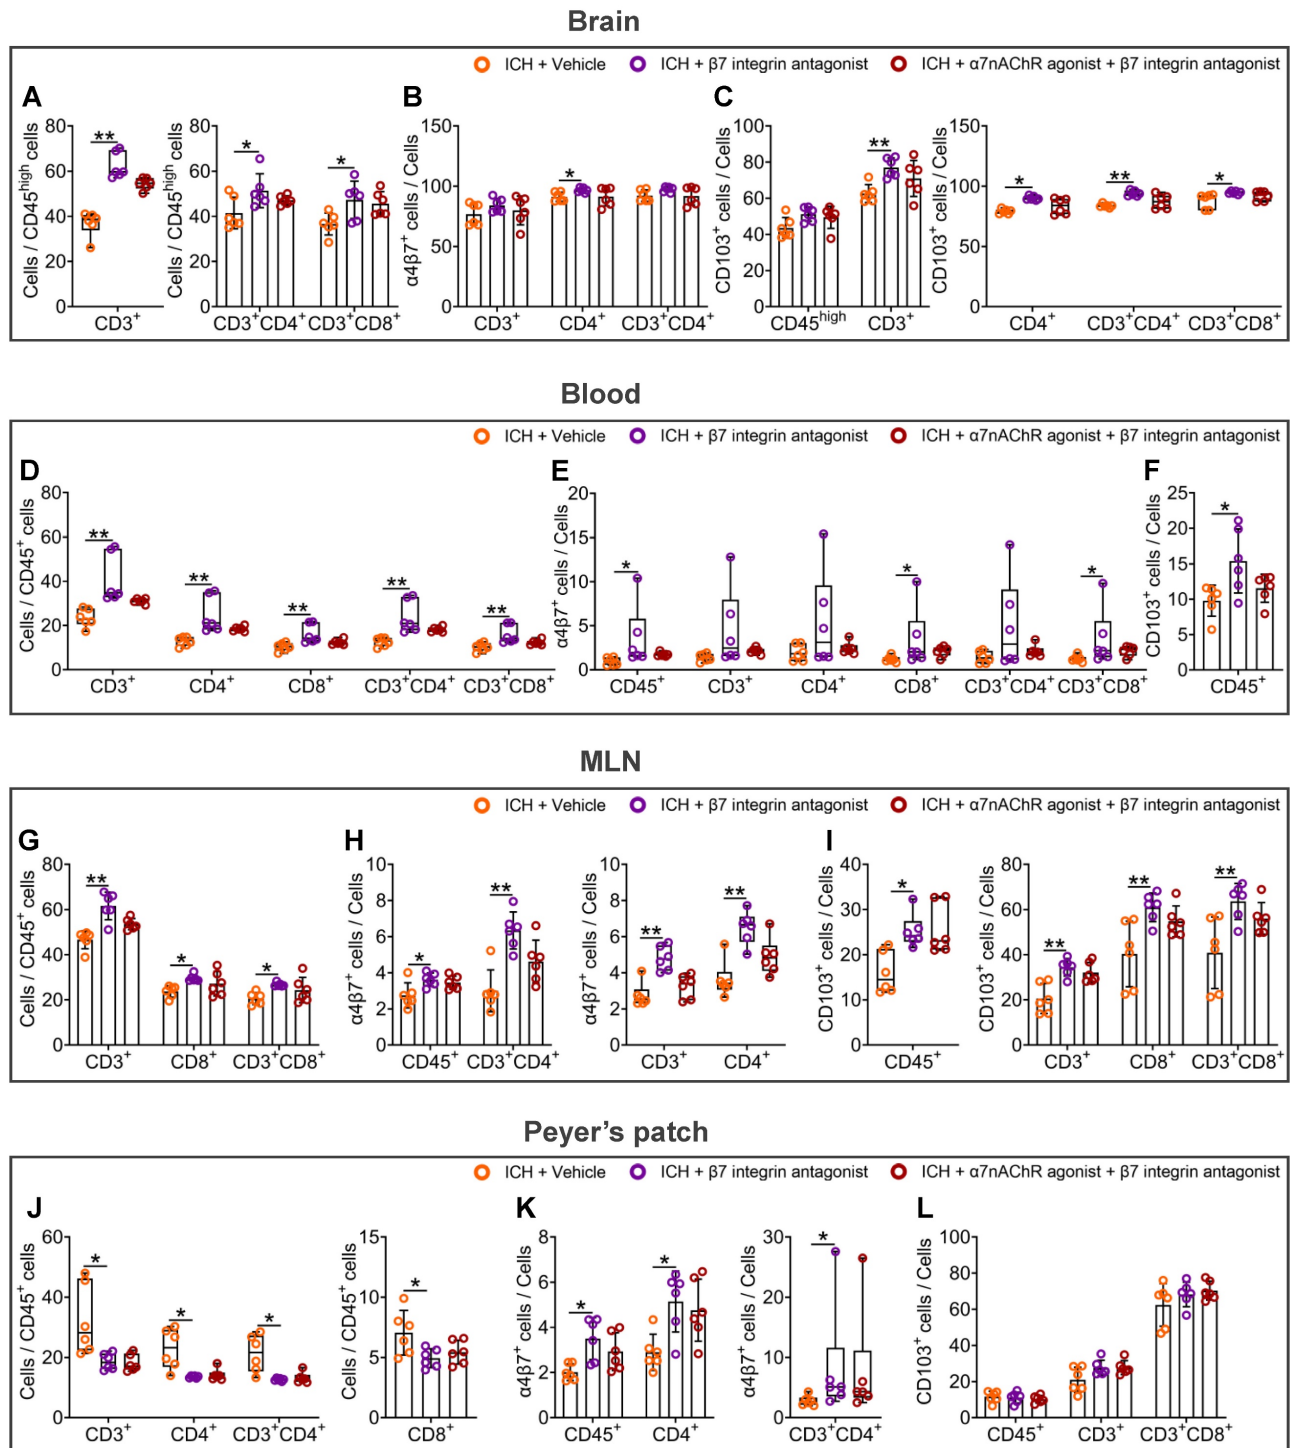 Brain
ICH + Vehicle ICH + β7 integrin antagonist ICH + α7nAChR agonist + β7 integrin antagonist
A B C
Cells / CD45high cells
80
60
40
20
0
**
CD3+
Cells / CD45high cells
80
60
40
20
0
* *
CD3+CD4+ CD3+CD8+
α4β7+ cells / Cells
150
100
50
0
*
CD3+ CD4+ CD3+CD4+
CD103+ cells / Cells
100
80
60
40
20
0
**
CD45high CD3+
CD103+ cells / Cells
150
100
50
0
* ** *
CD4+ CD3+CD4+ CD3+CD8+
Blood
ICH + Vehicle ICH + β7 integrin antagonist ICH + α7nAChR agonist + β7 integrin antagonist
D E F
Cells / CD45+ cells
80
60
40
20
0
** ** ** ** **
CD3+ CD4+ CD8+ CD3+CD4+ CD3+CD8+
α4β7+ cells / Cells
20
15
10
5
0
* * *
CD45+ CD3+ CD4+ CD8+ CD3+CD4+ CD3+CD8+
CD103+ cells / Cells
25
20
15
10
5
0
*
CD45+
MLN
ICH + Vehicle ICH + β7 integrin antagonist ICH + α7nAChR agonist + β7 integrin antagonist
G H I
Cells / CD45+ cells
80
60
40
20
0
** * *
CD3+ CD8+ CD3+CD8+
α4β7+ cells / Cells
10
8
6
4
2
0
* **
CD45+ CD3+CD4+
α4β7+ cells / Cells
10
8
6
4
2
0
** **
CD3+ CD4+
CD103+ cells / Cells
40
30
20
10
0
*
CD45+
CD103+ cells / Cells
80
60
40
20
0
** ** **
CD3+ CD8+ CD3+CD8+
Peyer's patch
ICH + Vehicle ICH + β7 integrin antagonist ICH + α7nAChR agonist + β7 integrin antagonist
J K L
Cells / CD45+ cells
60
40
20
0
* * *
CD3+ CD4+ CD3+CD4+
Cells / CD45+ cells
15
10
5
0
*
CD8+
α4β7+ cells / Cells
8
6
4
2
0
* *
CD45+ CD4+
α4β7+ cells / Cells
30
20
10
0
*
CD3+CD4+
CD103+ cells / Cells
100
80
60
40
20
0
CD45+ CD3+ CD3+CD8+